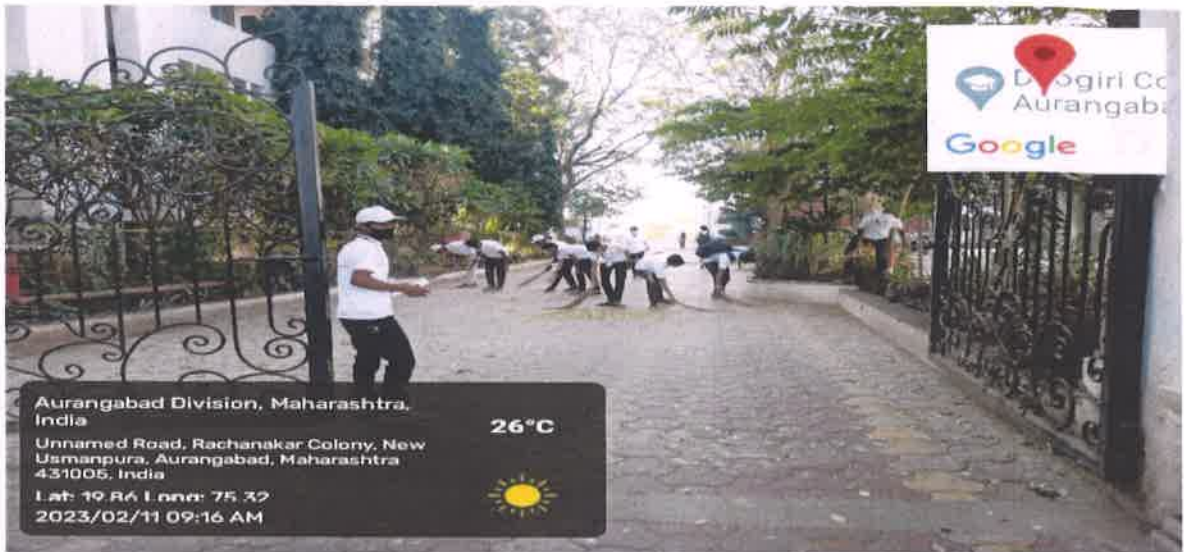 Aurangabad
Google
Aurangabad Division, Maharashtra,
India
26°C
Unnamed Road, Rachanakar Colony, New
Usmanpura, Aurangabad, Maharashtra
431005, India
Lat: 19.86 Long: 75.32
2023/02/11 09:16 AM